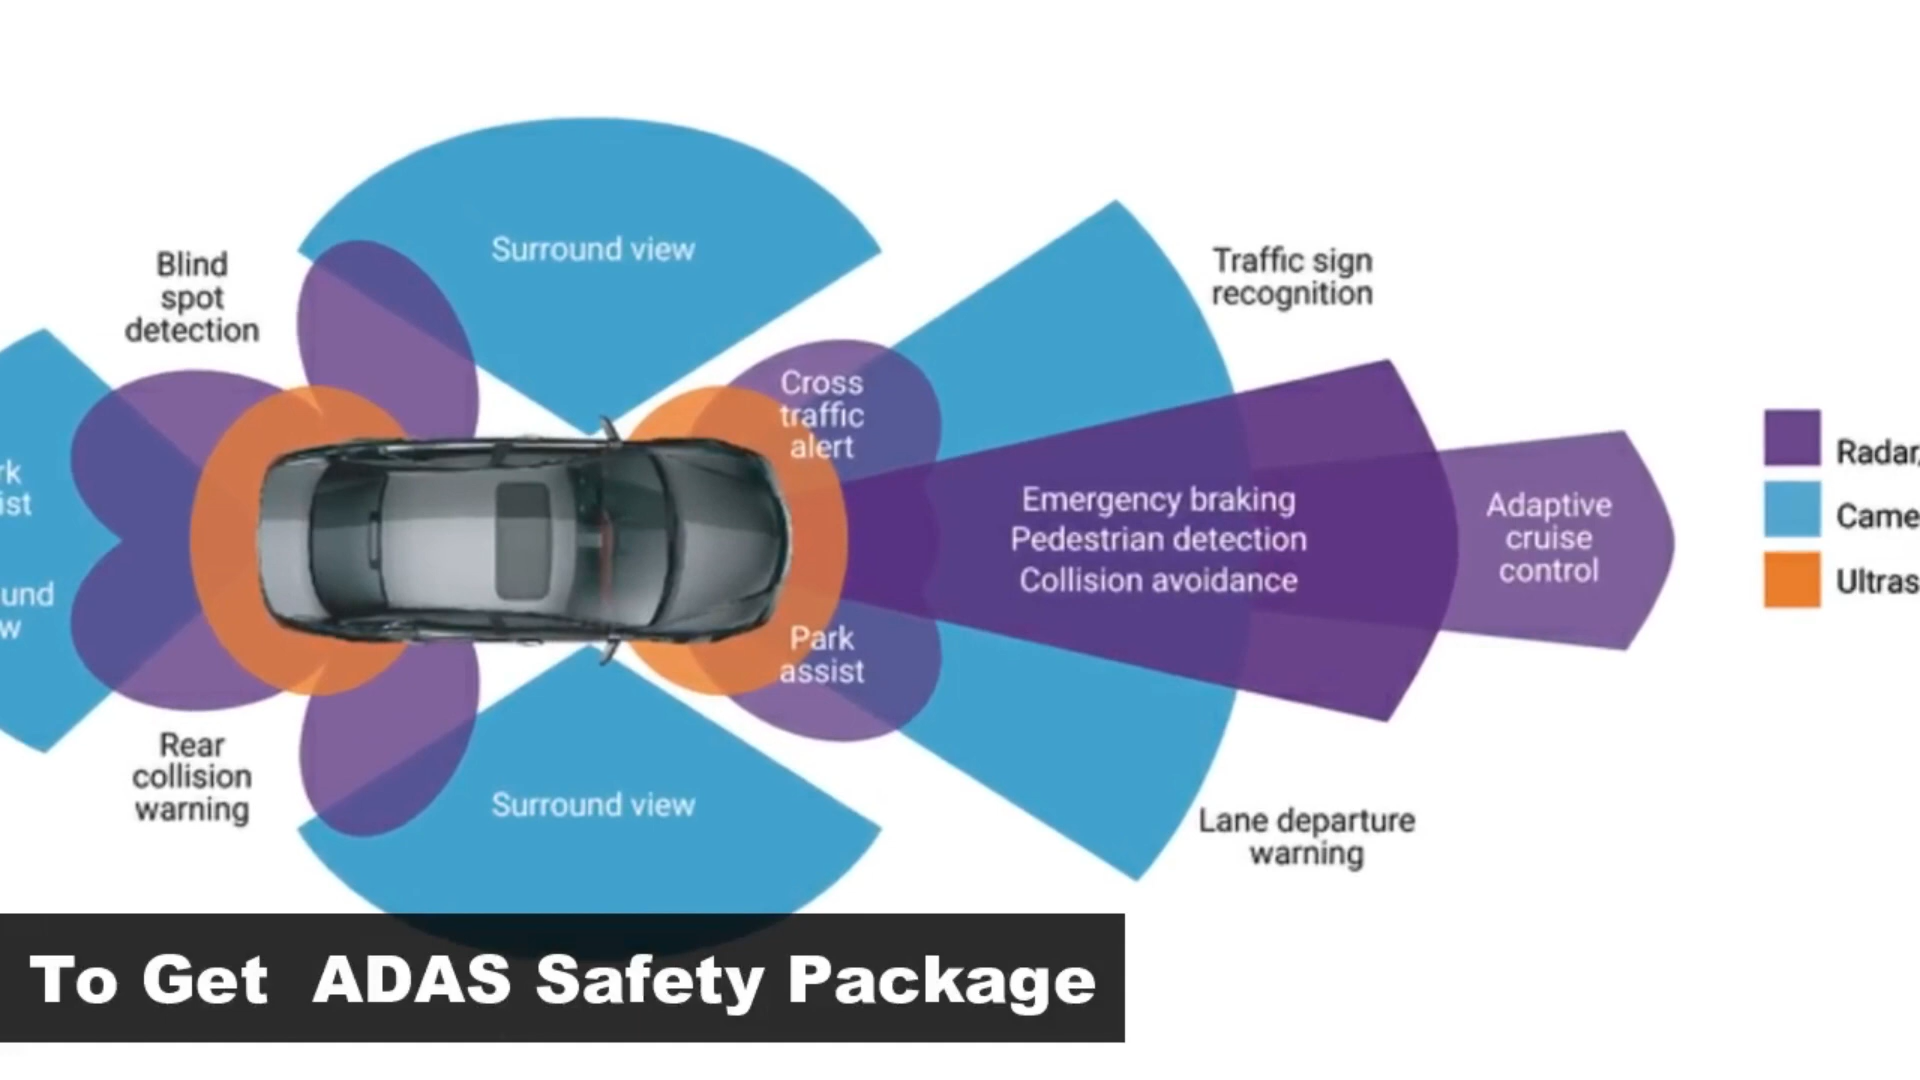 Surround view
Blind
spot
detection
Traffic sign
recognition
Cross
traffic
alert
Emergency braking
Pedestrian detection
Collision avoidance
Adaptive
cruise
control
Radar
Park
assist
Rear
collision
warning
Surround view
Lane departure
warning
To Get ADAS Safety Package